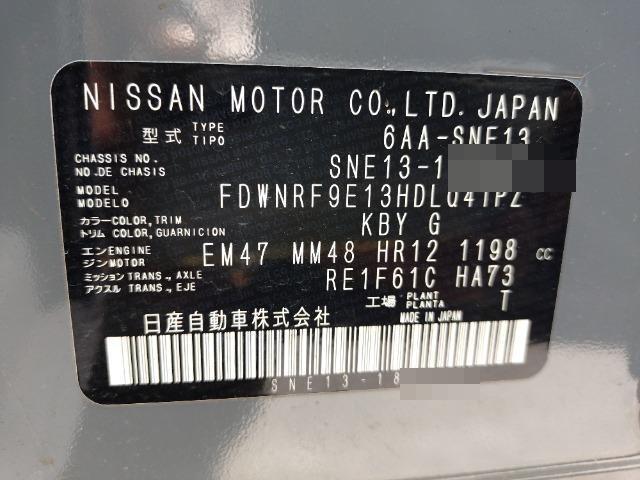 NISSAN MOTOR CO.,LTD. JAPAN
型式 TYPE TIPO 6AA-SNE13
CHASSIS NO. NO.DE CHASIS SNE13-1
MODEL MODELO
カラー COLOR, TRIM トリム COLOR, GUARNICION KBY G
エンジン ENGINE MOTOR EM47 MM48 HR12 1198 cc
ミッション TRANS., AXLE アクスル TRANS., EJE RE1F61C HA73
工場 PLANT PLANTA T
日産自動車株式会社 MADE IN JAPAN
SNE13-18